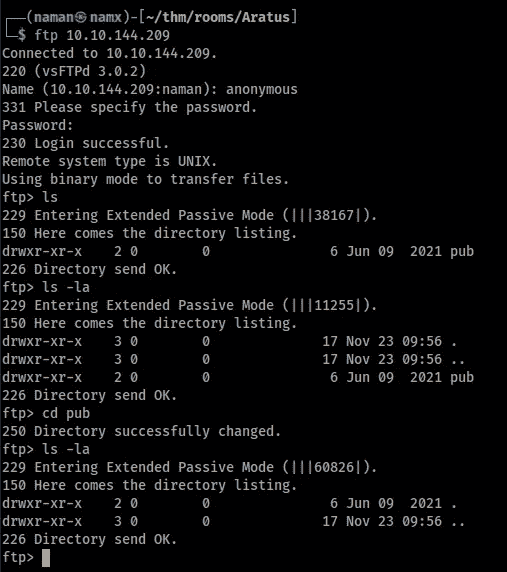 ┌──(naman㉿namx)-[~/thm/rooms/Aratus]
└─$ ftp 10.10.144.209
Connected to 10.10.144.209.
220 (vsFTPd 3.0.2)
Name (10.10.144.209:naman): anonymous
331 Please specify the password.
Password:
230 Login successful.
Remote system type is UNIX.
Using binary mode to transfer files.
ftp> ls
229 Entering Extended Passive Mode (|||38167|).
150 Here comes the directory listing.
drwxr-xr-x    2 0        0               6 Jun 09  2021 pub
226 Directory send OK.
ftp> ls -la
229 Entering Extended Passive Mode (|||11255|).
150 Here comes the directory listing.
drwxr-xr-x    3 0        0              17 Nov 23 09:56 .
drwxr-xr-x    3 0        0              17 Nov 23 09:56 ..
drwxr-xr-x    2 0        0               6 Jun 09  2021 pub
226 Directory send OK.
ftp> cd pub
250 Directory successfully changed.
ftp> ls -la
229 Entering Extended Passive Mode (|||60826|).
150 Here comes the directory listing.
drwxr-xr-x    2 0        0               6 Jun 09  2021 .
drwxr-xr-x    3 0        0              17 Nov 23 09:56 ..
226 Directory send OK.
ftp>